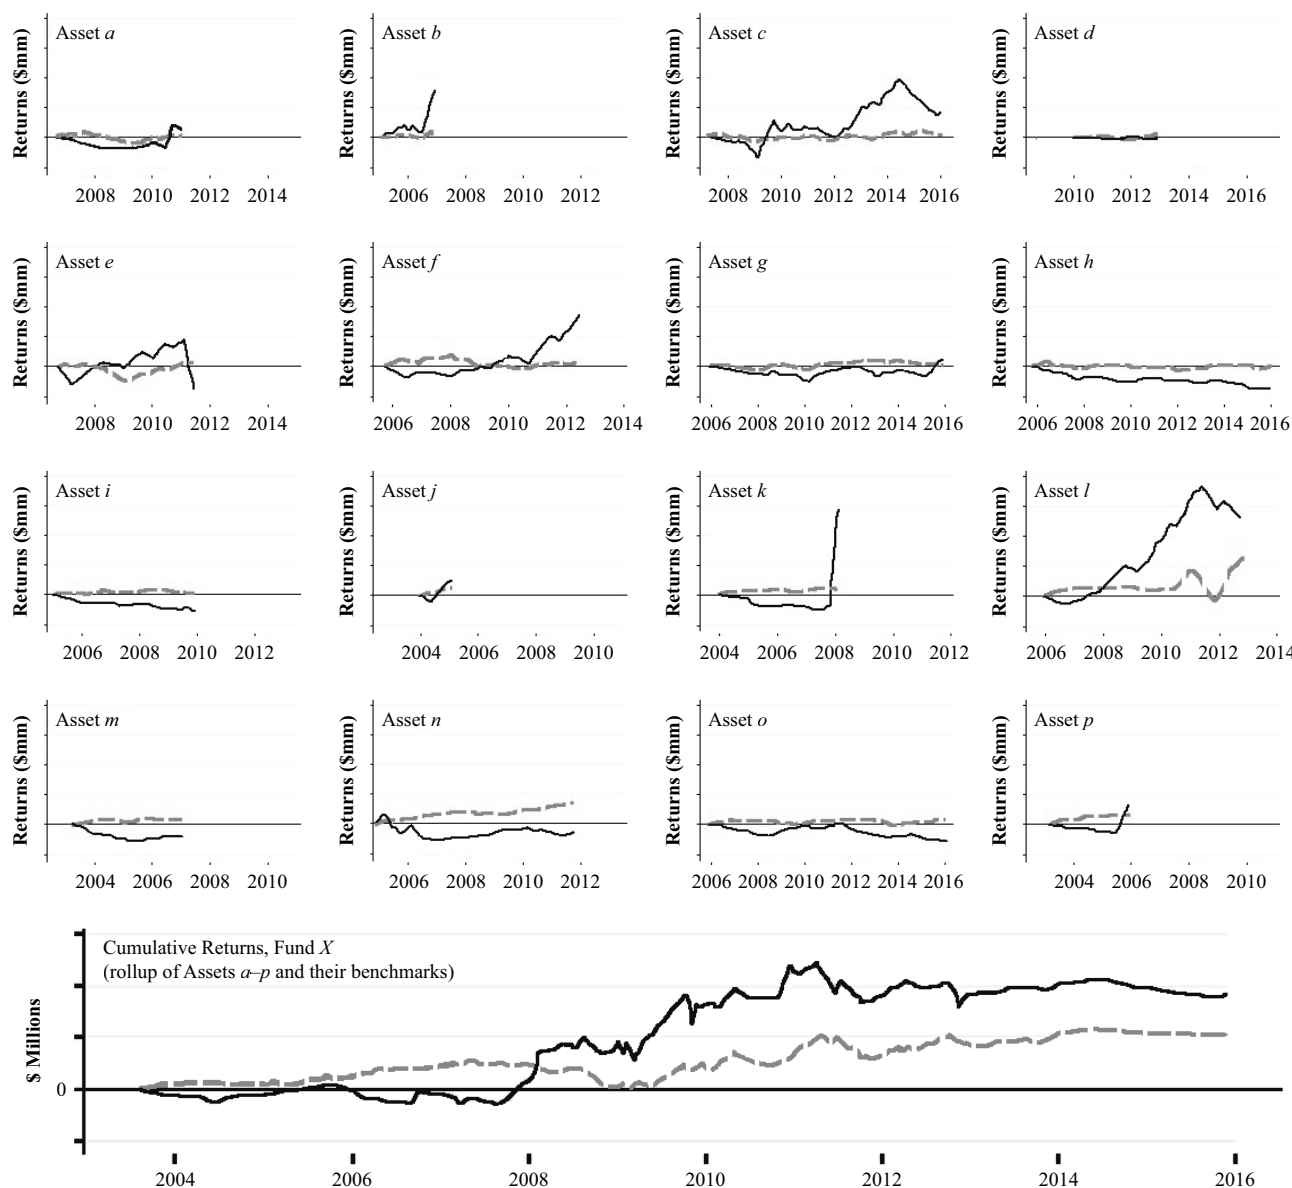 Returns ($mm)
Asset a
2008 2010 2012 2014
Returns ($mm)
Asset b
2006 2008 2010 2012
Returns ($mm)
Asset c
2008 2010 2012 2014 2016
Returns ($mm)
Asset d
2010 2012 2014 2016
Returns ($mm)
Asset e
2008 2010 2012 2014
Returns ($mm)
Asset f
2006 2008 2010 2012 2014
Returns ($mm)
Asset g
2006 2008 2010 2012 2014 2016
Returns ($mm)
Asset h
2006 2008 2010 2012 2014 2016
Returns ($mm)
Asset i
2006 2008 2010 2012
Returns ($mm)
Asset j
2004 2006 2008 2010
Returns ($mm)
Asset k
2004 2006 2008 2010 2012
Returns ($mm)
Asset l
2006 2008 2010 2012 2014
Returns ($mm)
Asset m
2004 2006 2008 2010
Returns ($mm)
Asset n
2006 2008 2010 2012
Returns ($mm)
Asset o
2006 2008 2010 2012 2014 2016
Returns ($mm)
Asset p
2004 2006 2008 2010
Cumulative Returns, Fund X
(rollup of Assets a–p and their benchmarks)
$ Millions
0
2004 2006 2008 2010 2012 2014 2016